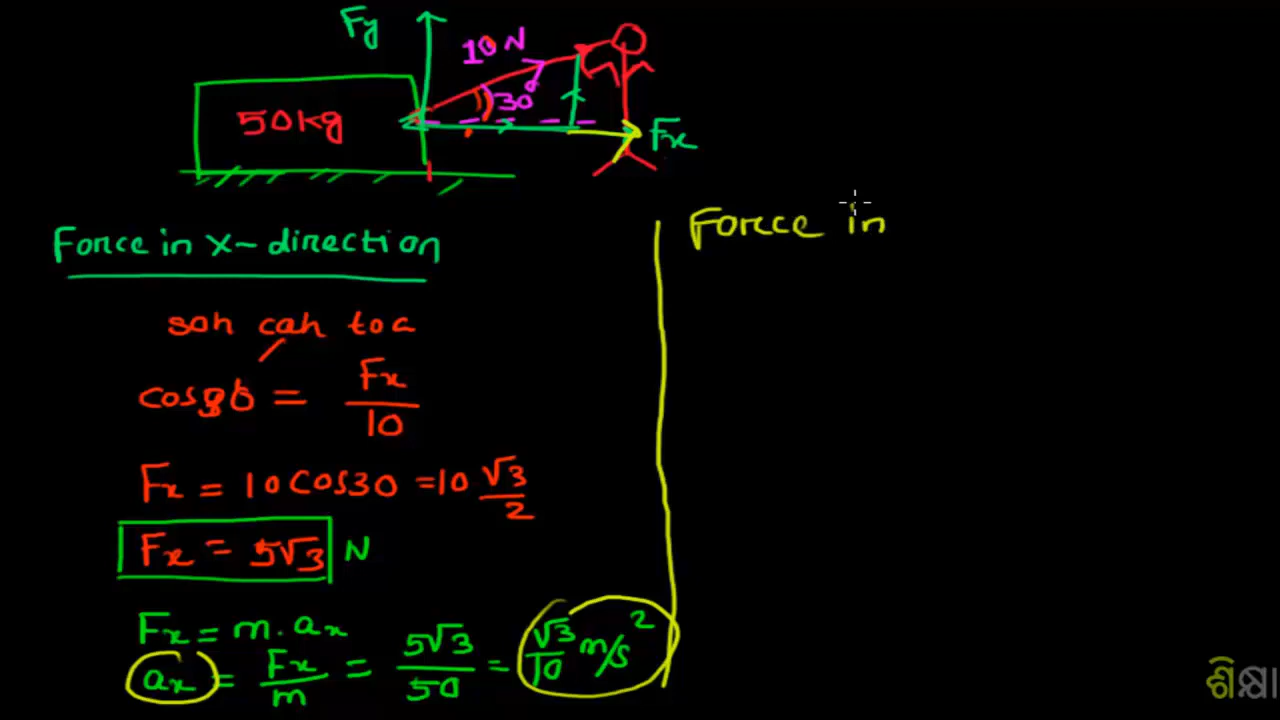 Fy
10 N
30°
50kg
Fx
Force in X-direction
soh cah toa
cos30 = Fx/10
Fx = 10 cos30 = 10 √3/2
Fx = 5√3 N
Fx = m. ax
ax = Fx/m = 5√3/50 = √3/10 m/s²
Force in
ଶିକ୍ଷା